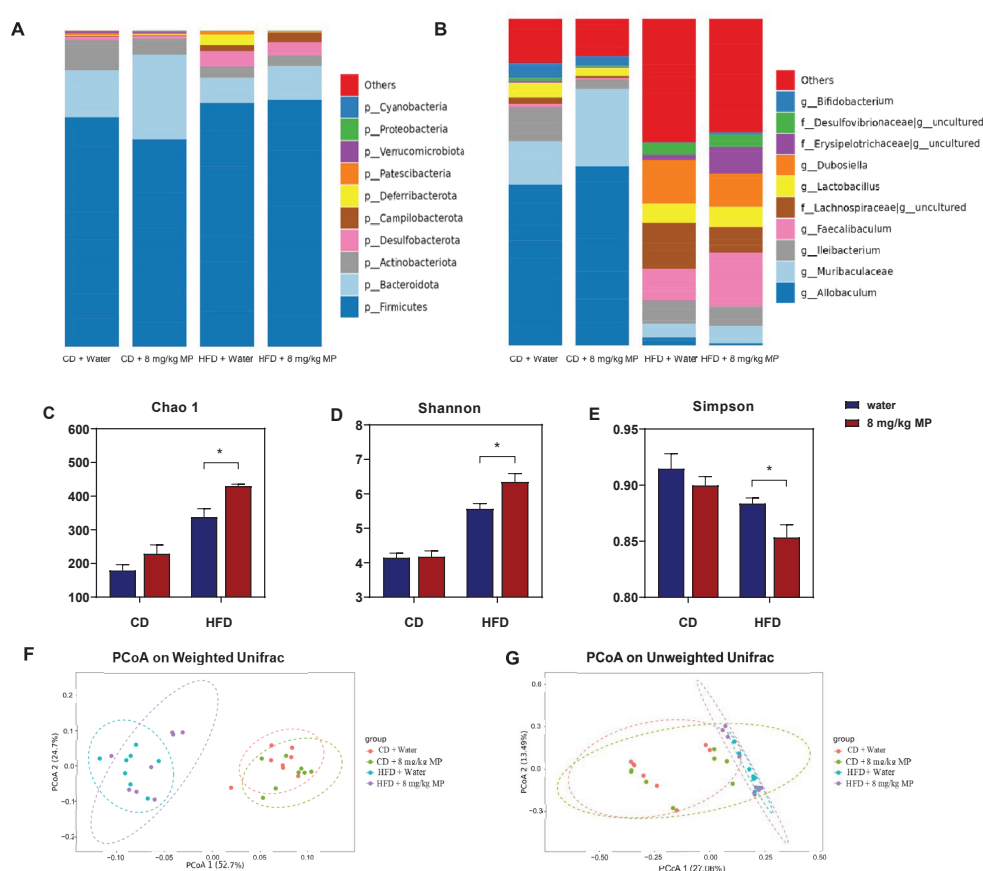 A
Others
p__Cyanobacteria
p__Proteobacteria
p__Verrucomicrobiota
p__Patescibacteria
p__Deferribacterota
p__Campilobacterota
p__Desulfobacterota
p__Actinobacteriota
p__Bacteroidota
p__Firmicutes
CD + Water
CD + 8 mg/kg MP
HFD + Water
HFD + 8 mg/kg MP
B
Others
g__Bifidobacterium
f__Desulfovibrionaceae|g__uncultured
f__Erysipelotrichaceae|g__uncultured
g__Dubosiella
g__Lactobacillus
f__Lachnospiraceae|g__uncultured
g__Faecalibaculum
g__Ileibacterium
g__Muribaculaceae
g__Allobaculum
CD + Water
CD + 8 mg/kg MP
HFD + Water
HFD + 8 mg/kg MP
C
Chao 1
600
500
400
300
200
100
*
CD
HFD
D
Shannon
8
7
6
5
4
3
*
CD
HFD
E
Simpson
0.95
0.90
0.85
0.80
*
CD
HFD
water
8 mg/kg MP
F
PCoA on Weighted Unifrac
PCoA 2 (24.7%)
0.2
0.1
0.0
−0.1
−0.2
−0.10
−0.05
0.00
0.05
0.10
PCoA 1 (52.7%)
group
CD + Water
CD + 8 mg/kg MP
HFD + Water
HFD + 8 mg/kg MP
G
PCoA on Unweighted Unifrac
PCoA 2 (13.49%)
0.6
0.3
0.0
−0.3
−0.50
−0.25
0.00
0.25
0.50
PCoA 1 (27.06%)
group
CD + Water
CD + 8 mg/kg MP
HFD + Water
HFD + 8 mg/kg MP